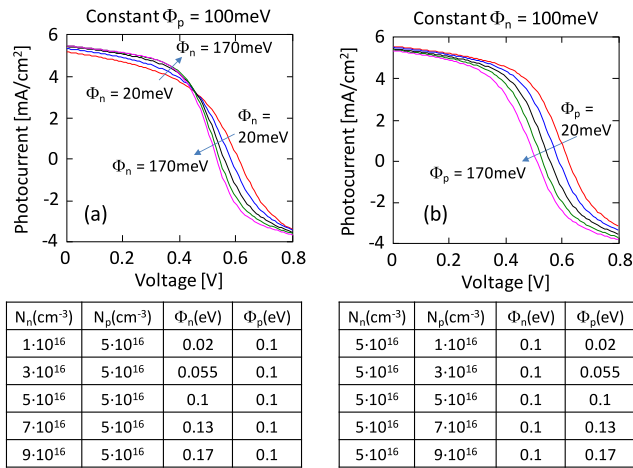 Constant Φp = 100meV
Photocurrent [mA/cm²]
6
4
2
0
-2
-4
Φn = 170meV
Φn = 20meV
Φn =
20meV
Φn = 170meV
(a)
0 0.2 0.4 0.6 0.8
Voltage [V]
Constant Φn = 100meV
Photocurrent [mA/cm²]
6
4
2
0
-2
-4
Φp =
20meV
Φp = 170meV
(b)
0.0 0.2 0.4 0.6 0.8
Voltage [V]
Nn(cm⁻³) Np(cm⁻³) Φn(eV) Φp(eV)
1·10¹⁶ 5·10¹⁶ 0.02 0.1
3·10¹⁶ 5·10¹⁶ 0.055 0.1
5·10¹⁶ 5·10¹⁶ 0.1 0.1
7·10¹⁶ 5·10¹⁶ 0.13 0.1
9·10¹⁶ 5·10¹⁶ 0.17 0.1
Nn(cm⁻³) Np(cm⁻³) Φn(eV) Φp(eV)
5·10¹⁶ 1·10¹⁶ 0.1 0.02
5·10¹⁶ 3·10¹⁶ 0.1 0.055
5·10¹⁶ 5·10¹⁶ 0.1 0.1
5·10¹⁶ 7·10¹⁶ 0.1 0.13
5·10¹⁶ 9·10¹⁶ 0.1 0.17